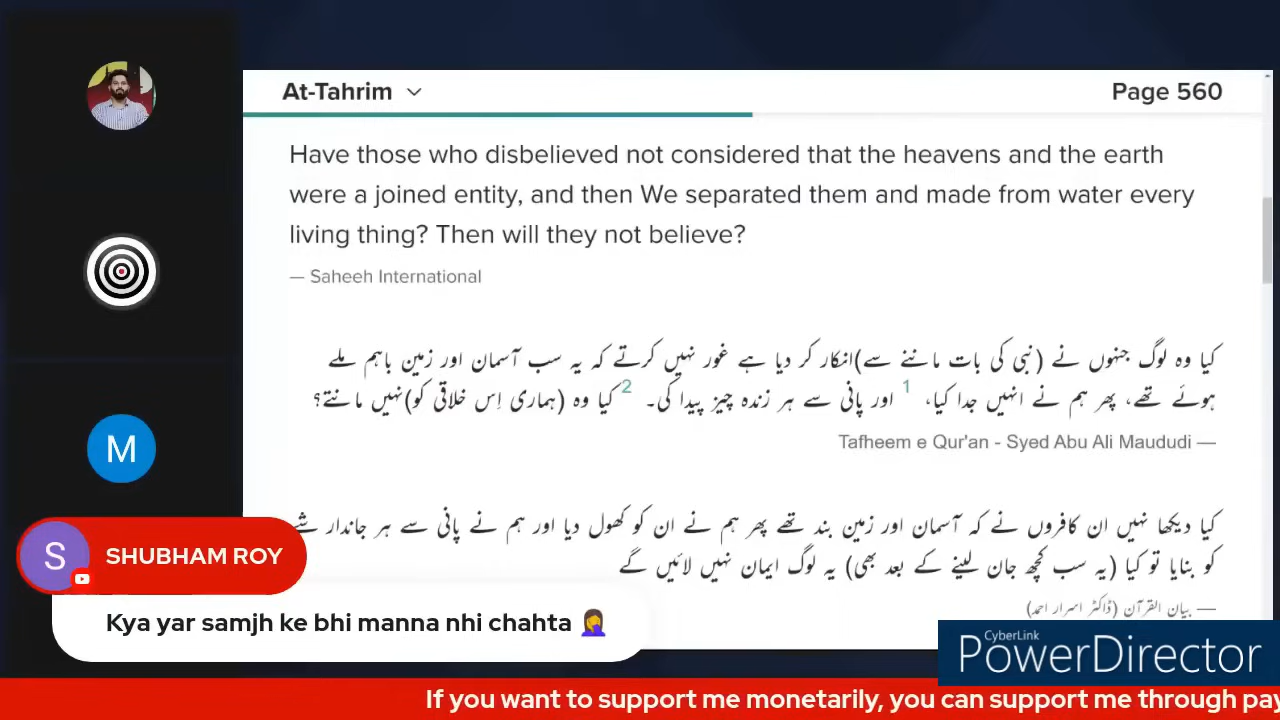 At-Tahrim
Page 560
Have those who disbelieved not considered that the heavens and the earth
were a joined entity, and then We separated them and made from water every
living thing? Then will they not believe?
— Saheeh International
کیا وہ لوگ جنہوں نے (نبی کی بات ماننے سے)انکار کر دیا ہے غور نہیں کرتے کہ یہ سب آسمان اور زمین باہم ملے
ہوئے تھے، پھر ہم نے انہیں جدا کیا، 1 اور پانی سے ہر زندہ چیز پیدا کی۔ 2 کیا وہ (ہماری اِس خلاقی کو)نہیں مانتے؟
Tafheem e Qur'an - Syed Abu Ali Maududi —
کیا دیکھا نہیں ان کافروں نے کہ آسمان اور زمین بند تھے پھر ہم نے ان کو کھول دیا اور ہم نے پانی سے ہر جاندار شے
کو بنایا تو کیا (یہ سب کچھ جان لینے کے بعد بھی) یہ لوگ ایمان نہیں لائیں گے
— بیان القرآن (ڈاکٹر اسرار احمد)
M
S
SHUBHAM ROY
Kya yar samjh ke bhi manna nhi chahta 🤦‍♀️
CyberLink
PowerDirector
If you want to support me monetarily, you can support me through pay